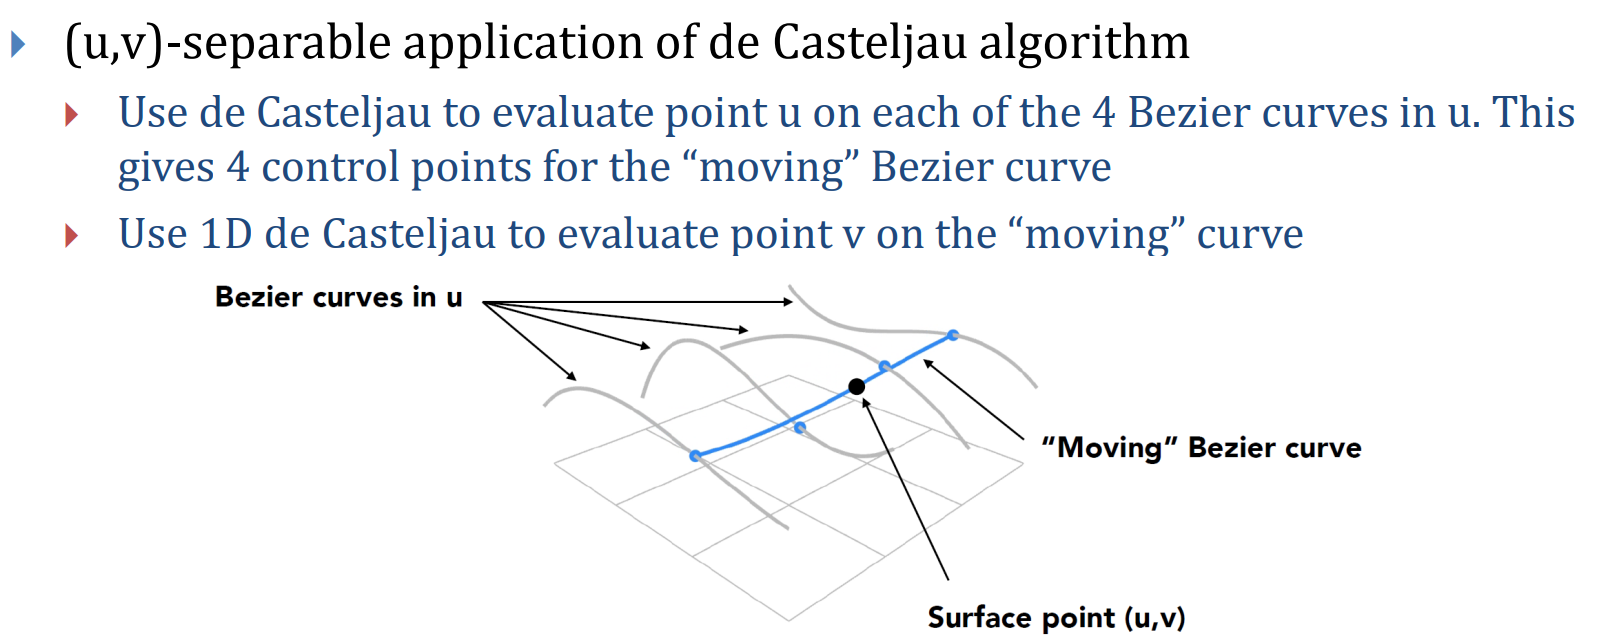 (u,v)-separable application of de Casteljau algorithm
Use de Casteljau to evaluate point u on each of the 4 Bezier curves in u. This
gives 4 control points for the “moving” Bezier curve
Use 1D de Casteljau to evaluate point v on the “moving” curve
Bezier curves in u
“Moving” Bezier curve
Surface point (u,v)